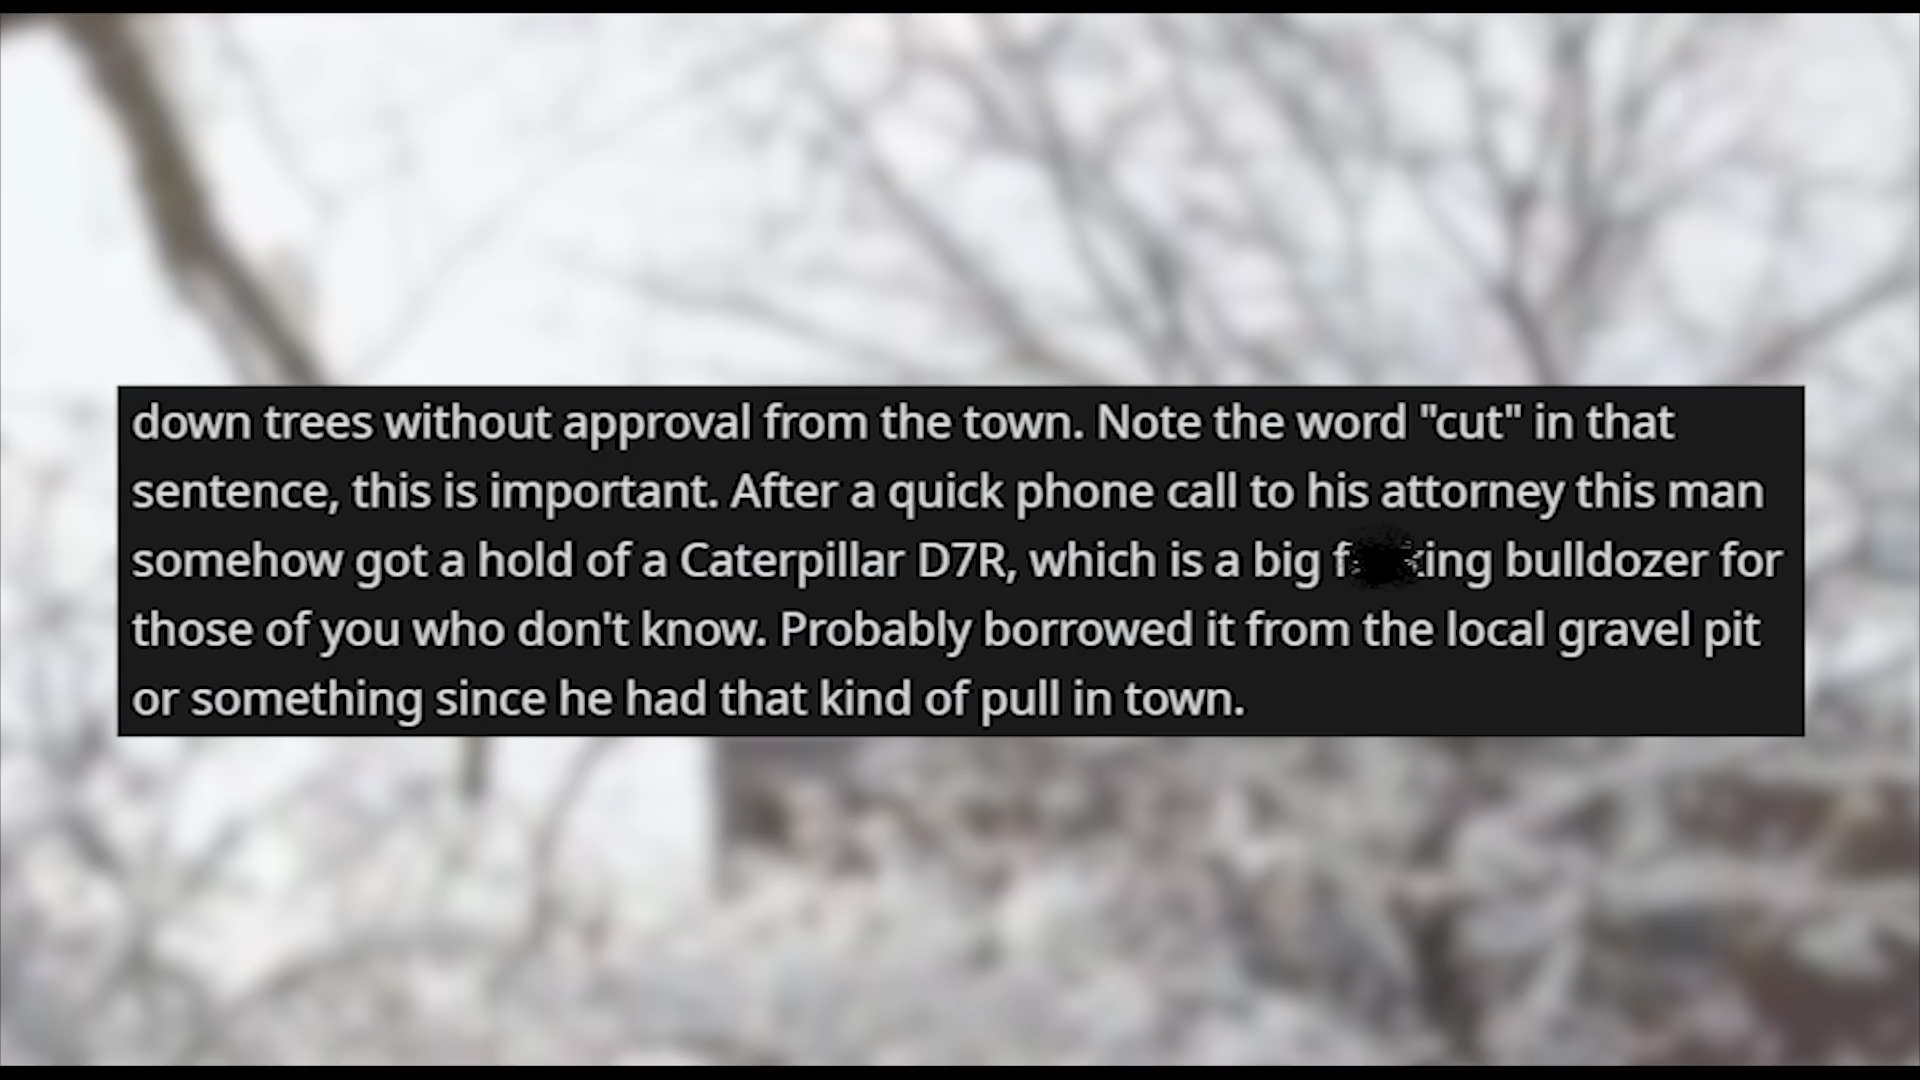 down trees without approval from the town. Note the word "cut" in that
sentence, this is important. After a quick phone call to his attorney this man
somehow got a hold of a Caterpillar D7R, which is a big bulldozer for
those of you who don't know. Probably borrowed it from the local gravel pit
or something since he had that kind of pull in town.